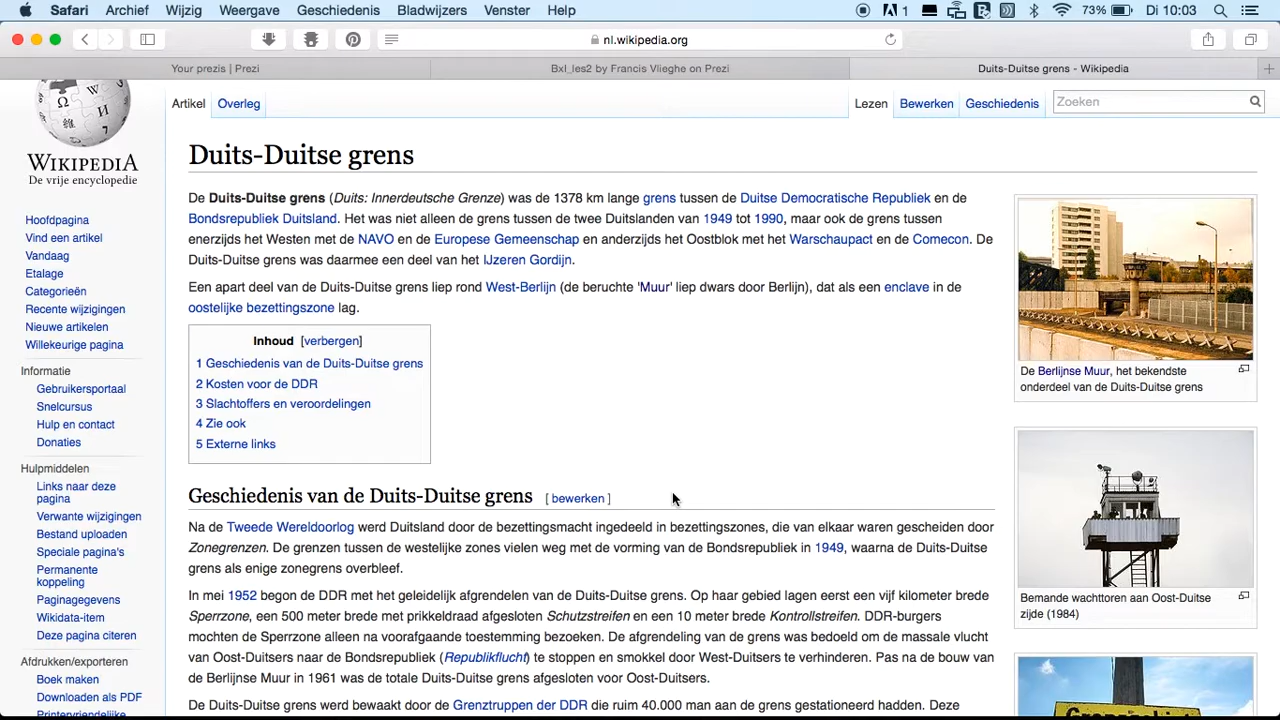 Safari Archief Wijzig Weergave Geschiedenis Bladwijzers Venster Help 1 73% Di 10:03
nl.wikipedia.org
Your prezis | Prezi
Bxl_les2 by Francis Vlieghe on Prezi
Duits-Duitse grens - Wikipedia
WIKIPEDIA
De vrije encyclopedie
Hoofdpagina
Vind een artikel
Vandaag
Etalage
Categorieën
Recente wijzigingen
Nieuwe artikelen
Willekeurige pagina
Informatie
Gebruikersportaal
Snelcursus
Hulp en contact
Donaties
Hulpmiddelen
Links naar deze
pagina
Verwante wijzigingen
Bestand uploaden
Speciale pagina's
Permanente
koppeling
Paginagegevens
Wikidata-item
Deze pagina citeren
Afdrukken/exporteren
Boek maken
Downloaden als PDF
Printervriendelijke
Artikel Overleg
Lezen Bewerken Geschiedenis Zoeken
Duits-Duitse grens
De Duits-Duitse grens (Duits: Innerdeutsche Grenze) was de 1378 km lange grens tussen de Duitse Democratische Republiek en de
Bondsrepubliek Duitsland. Het was niet alleen de grens tussen de twee Duitslanden van 1949 tot 1990, maar ook de grens tussen
enerzijds het Westen met de NAVO en de Europese Gemeenschap en anderzijds het Oostblok met het Warschaupact en de Comecon. De
Duits-Duitse grens was daarmee een deel van het IJzeren Gordijn.
Een apart deel van de Duits-Duitse grens liep rond West-Berlijn (de beruchte 'Muur' liep dwars door Berlijn), dat als een enclave in de
oostelijke bezettingszone lag.
Inhoud [verbergen]
1 Geschiedenis van de Duits-Duitse grens
2 Kosten voor de DDR
3 Slachtoffers en veroordelingen
4 Zie ook
5 Externe links
Geschiedenis van de Duits-Duitse grens [ bewerken ]
Na de Tweede Wereldoorlog werd Duitsland door de bezettingsmacht ingedeeld in bezettingszones, die van elkaar waren gescheiden door
Zonegrenzen. De grenzen tussen de westelijke zones vielen weg met de vorming van de Bondsrepubliek in 1949, waarna de Duits-Duitse
grens als enige zonegrens overbleef.
In mei 1952 begon de DDR met het geleidelijk afgrendelen van de Duits-Duitse grens. Op haar gebied lagen eerst een vijf kilometer brede
Sperrzone, een 500 meter brede met prikkeldraad afgesloten Schutzstreifen en een 10 meter brede Kontrollstreifen. DDR-burgers
mochten de Sperrzone alleen na voorafgaande toestemming bezoeken. De afgrendeling van de grens was bedoeld om de massale vlucht
van Oost-Duitsers naar de Bondsrepubliek (Republikflucht) te stoppen en smokkel door West-Duitsers te verhinderen. Pas na de bouw van
de Berlijnse Muur in 1961 was de totale Duits-Duitse grens afgesloten voor Oost-Duitsers.
De Duits-Duitse grens werd bewaakt door de Grenztruppen der DDR die ruim 40.000 man aan de grens gestationeerd hadden. Deze
De Berlijnse Muur, het bekendste
onderdeel van de Duits-Duitse grens
Bemande wachttoren aan Oost-Duitse
zijde (1984)